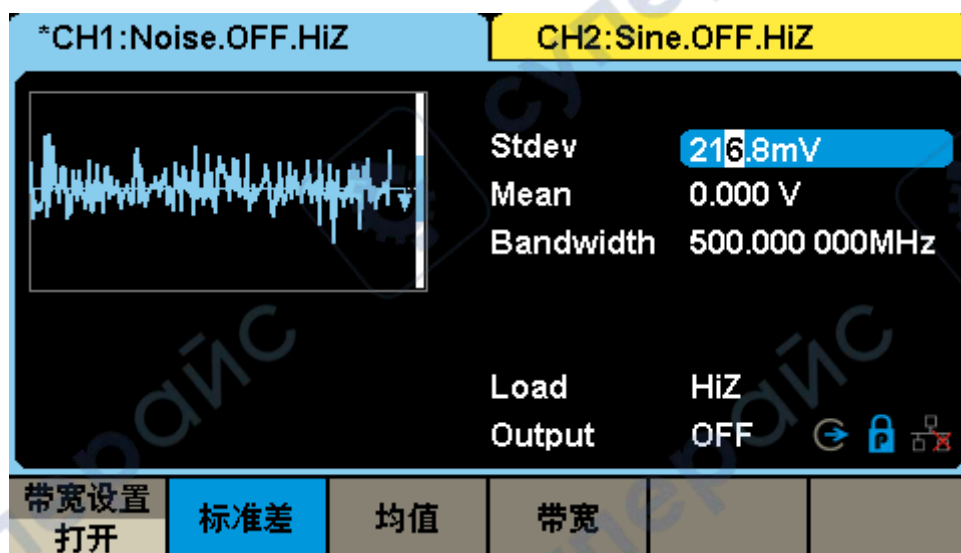 *CH1:Noise.OFF.HiZ
CH2:Sine.OFF.HiZ
Stdev 216.8mV
Mean 0.000 V
Bandwidth 500.000 000MHz
Load HiZ
Output OFF
带宽设置
打开
标准差
均值
带宽